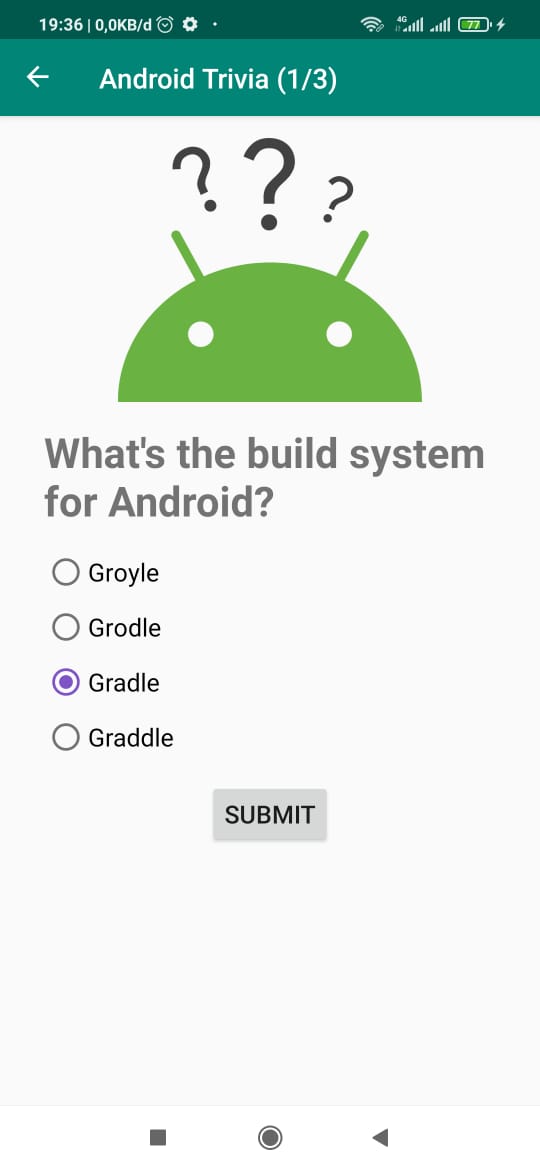 19:36 | 0,0KB/d
4G
77
Android Trivia (1/3)
? ? ?
What's the build system
for Android?
Groyle
Grodle
Gradle
Graddle
SUBMIT